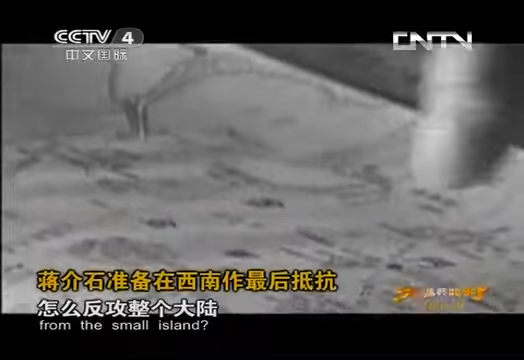 CCTV 4
中文国际
CNTV
蒋介石准备在西南作最后抵抗
怎么反攻整个大陆
from the small island?